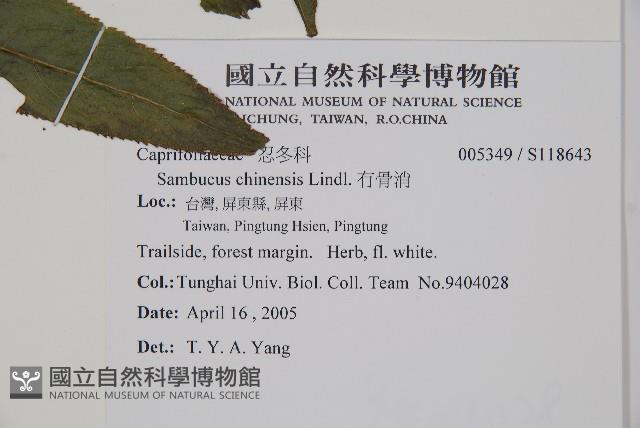 國立自然科學博物館
NATIONAL MUSEUM OF NATURAL SCIENCE
ICHUNG, TAIWAN, R.O.CHINA
Caprifoliaceae 忍冬科 005349 / S118643
Sambucus chinensis Lindl. 冇骨消
Loc.: 台灣, 屏東縣, 屏東
Taiwan, Pingtung Hsien, Pingtung
Trailside, forest margin. Herb, fl. white.
Col.: Tunghai Univ. Biol. Coll. Team No.9404028
Date: April 16 , 2005
Det.: T. Y. A. Yang
國立自然科學博物館
NATIONAL MUSEUM OF NATURAL SCIENCE